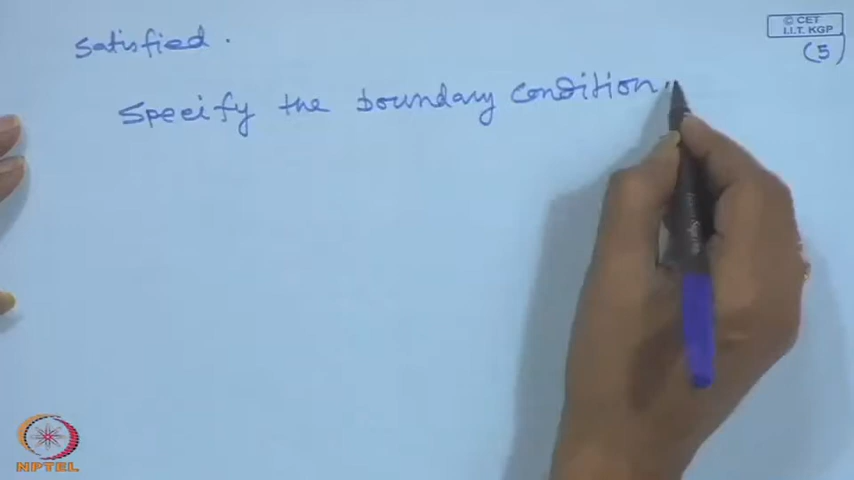 © CET
I.I.T. KGP
(5)
satisfied.
Specify the boundary condition.
NPTEL